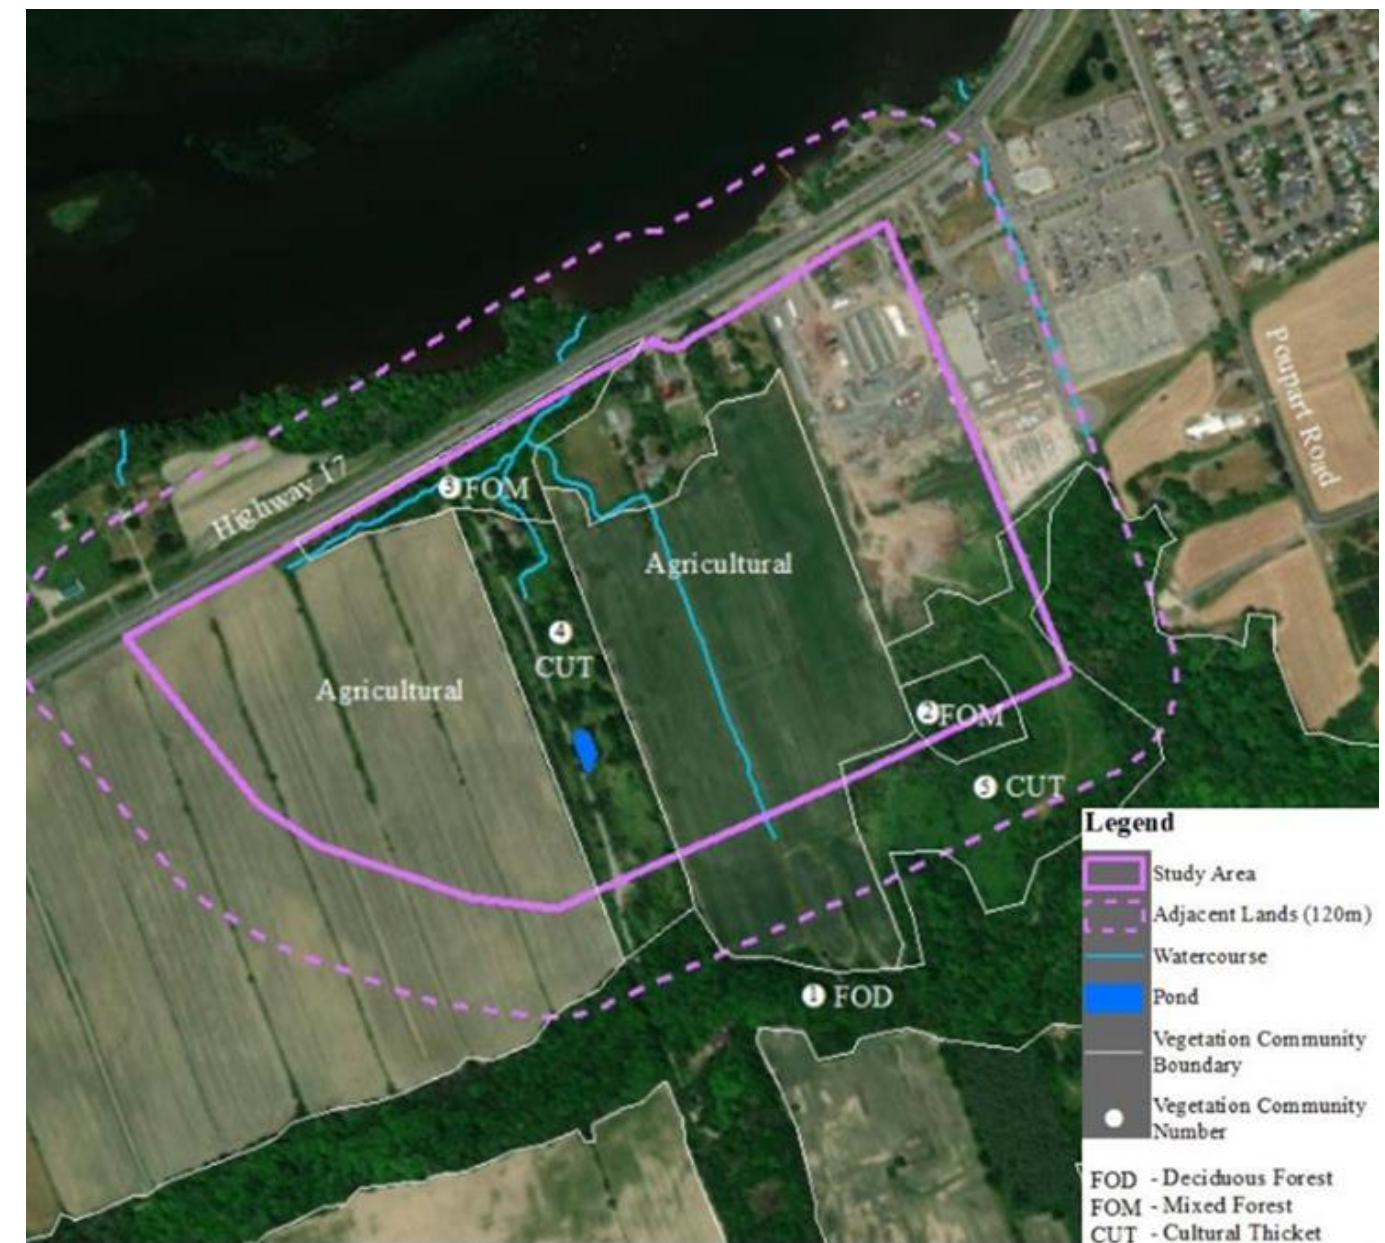 Poupart Road
Highway 17
3 FOM
Agricultural
4
CUT
Agricultural
2 FOM
5 CUT
1 FOD
Legend
Study Area
Adjacent Lands (120m)
Watercourse
Pond
Vegetation Community
Boundary
Vegetation Community
Number
FOD - Deciduous Forest
FOM - Mixed Forest
CUT - Cultural Thicket